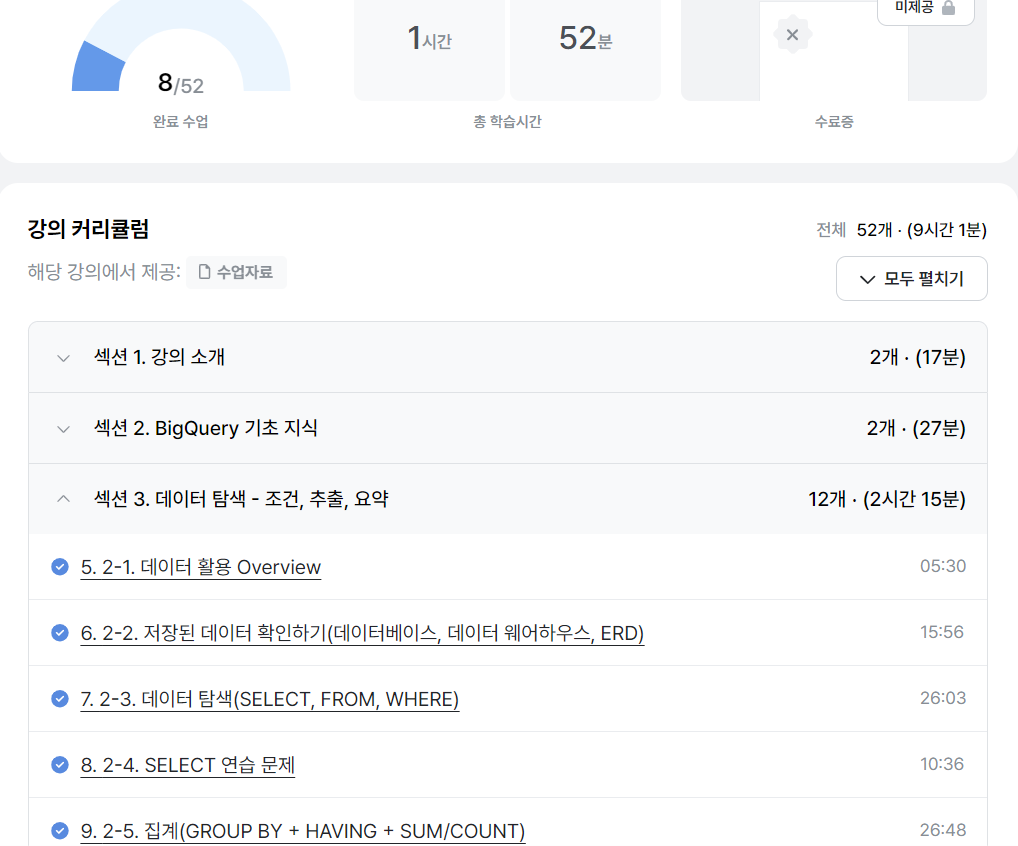 미제공
1시간
52분
8/52
완료 수업
총 학습시간
수료중
강의 커리큘럼
전체 52개 · (9시간 1분)
해당 강의에서 제공: 수업자료
모두 펼치기
섹션 1. 강의 소개
2개 · (17분)
섹션 2. BigQuery 기초 지식
2개 · (27분)
섹션 3. 데이터 탐색 - 조건, 추출, 요약
12개 · (2시간 15분)
5. 2-1. 데이터 활용 Overview
05:30
6. 2-2. 저장된 데이터 확인하기(데이터베이스, 데이터 웨어하우스, ERD)
15:56
7. 2-3. 데이터 탐색(SELECT, FROM, WHERE)
26:03
8. 2-4. SELECT 연습 문제
10:36
9. 2-5. 집계(GROUP BY + HAVING + SUM/COUNT)
26:48